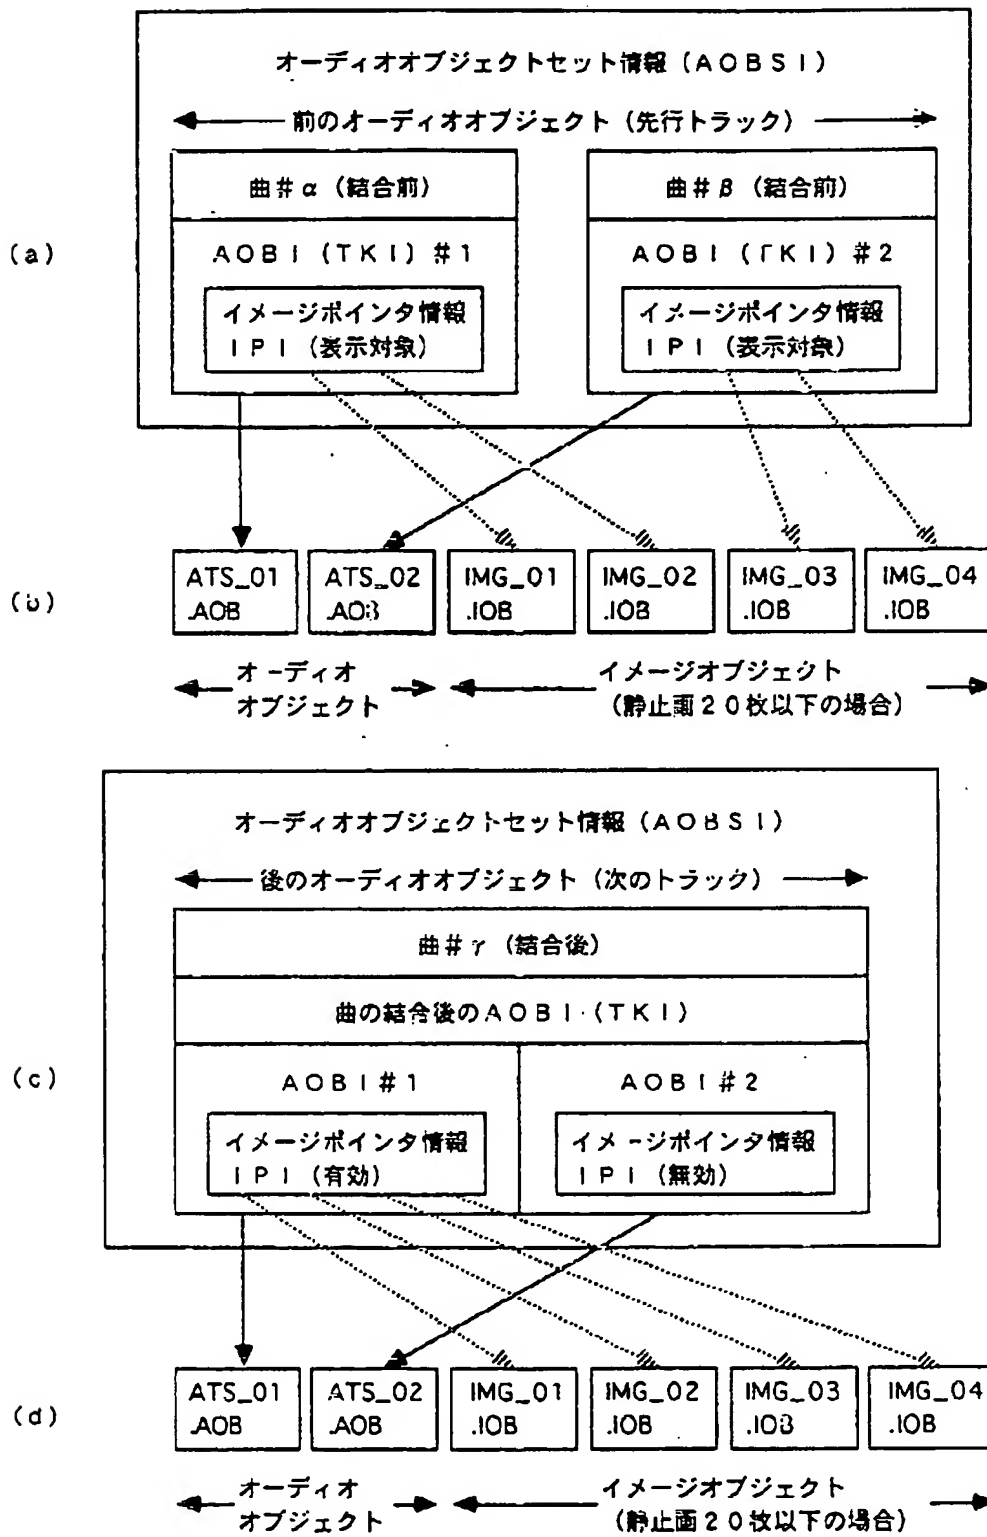 オーディオオブジェクトセット情報(AOBSI)
前のオーディオオブジェクト(先行トラック)
曲#α(結合前)
曲#β(結合前)
(a)
AOBI(TKI)#1
AOBI(TKI)#2
イメージポインタ情報
IPI(表示対象)
イメージポインタ情報
IPI(表示対象)
(b)
ATS_01
.AOB
ATS_02
.AOB
IMG_01
.IOB
IMG_02
.IOB
IMG_03
.IOB
IMG_04
.IOB
オーディオ
オブジェクト
イメージオブジェクト
(静止画20枚以下の場合)
オーディオオブジェクトセット情報(AOBSI)
後のオーディオオブジェクト(次のトラック)
曲#γ(結合後)
曲の結合後のAOBI(TKI)
(c)
AOBI#1
AOBI#2
イメージポインタ情報
IPI(有効)
イメージポインタ情報
IPI(無効)
(d)
ATS_01
.AOB
ATS_02
.AOB
IMG_01
.IOB
IMG_02
.IOB
IMG_03
.IOB
IMG_04
.IOB
オーディオ
オブジェクト
イメージオブジェクト
(静止画20枚以下の場合)